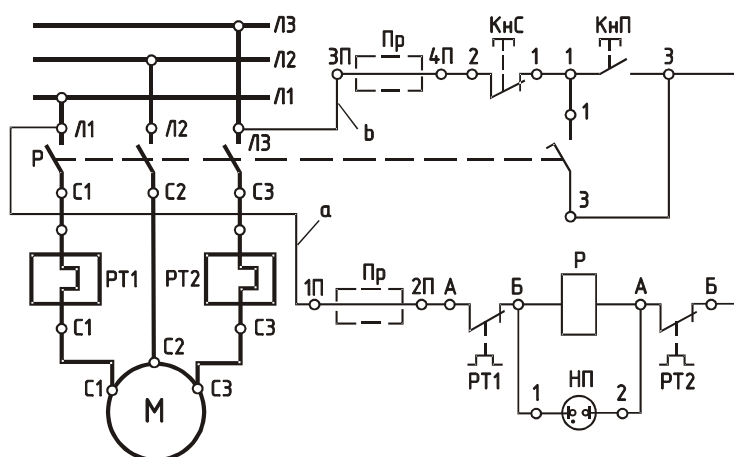 Л3 КнС КнП
Пр
Л2 3П 4П 2 1 1 3
Л1
Л1 Л2 Л3 b 1
Р
С1 С2 С3 3
а
РТ1 РТ2 1П Пр 2П А Б Р А Б
С1 С2 С3
С1 С3 РТ1 НП РТ2
М 1 2